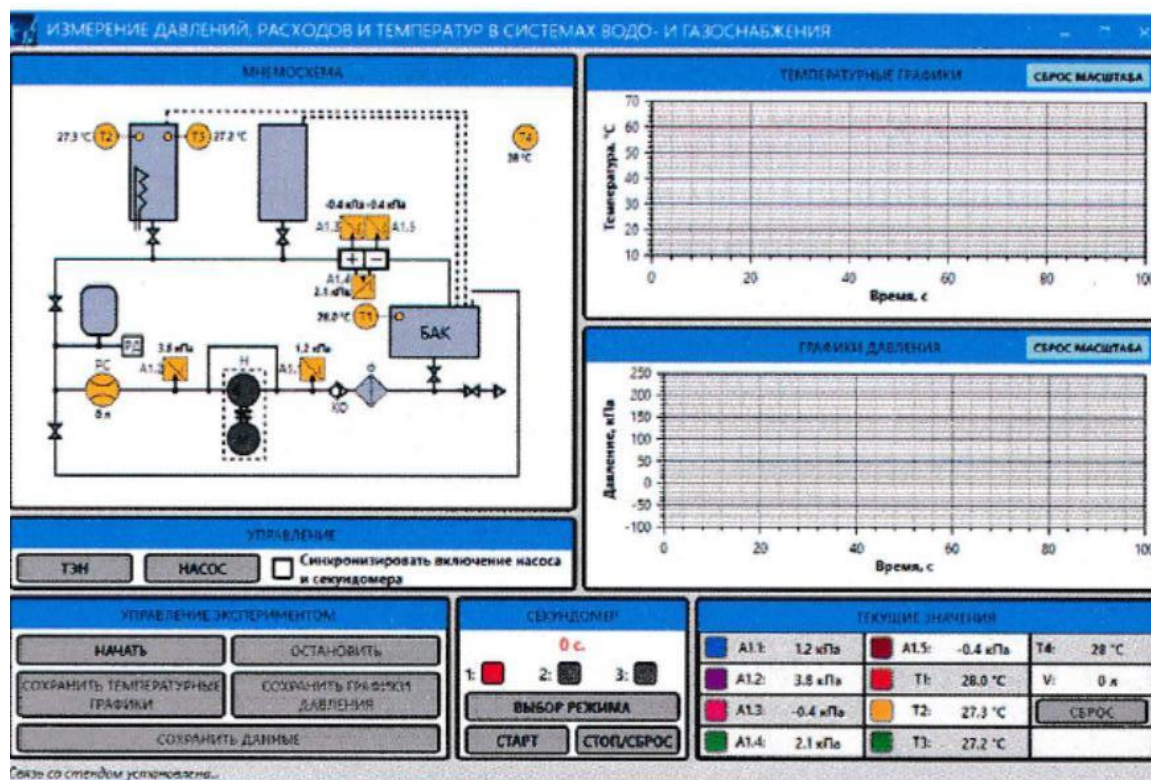 ИЗМЕРЕНИЕ ДАВЛЕНИЙ, РАСХОДОВ И ТЕМПЕРАТУР В СИСТЕМАХ ВОДО- И ГАЗОСНАБЖЕНИЯ
МНЕМОСХЕМА
27.3 °C T2 T3 27.2 °C
T4
28 °C
-0.4 кПа -0.4 кПа
A1.3 A1.5
+ −
A1.4
2.1 кПа
28.0 °C T1
БАК
РД
РС
0 л
3.8 кПа
A1.2
Н
1.2 кПа
A1.1
КО
Ф
ТЕМПЕРАТУРНЫЕ ГРАФИКИ
СБРОС МАСШТАБА
Температура, °C
70
60
50
40
30
20
10
0 20 40 60 80 100
Время, с
ГРАФИКИ ДАВЛЕНИЯ
СБРОС МАСШТАБА
Давление, кПа
250
200
150
100
50
0
-50
-100
0 20 40 60 80 100
Время, с
УПРАВЛЕНИЕ
ТЭН
НАСОС
Синхронизировать включение насоса
и секундомера
УПРАВЛЕНИЕ ЭКСПЕРИМЕНТОМ
НАЧАТЬ
ОСТАНОВИТЬ
СОХРАНИТЬ ТЕМПЕРАТУРНЫЕ
ГРАФИКИ
СОХРАНИТЬ ГРАФИКИ
ДАВЛЕНИЯ
СОХРАНИТЬ ДАННЫЕ
СЕКУНДОМЕР
0 с.
1: 2: 3:
ВЫБОР РЕЖИМА
СТАРТ
СТОП/СБРОС
ТЕКУЩИЕ ЗНАЧЕНИЯ
A1.1: 1.2 кПа A1.5: -0.4 кПа T4: 28 °C
A1.2: 3.8 кПа T1: 28.0 °C V: 0 л
A1.3: -0.4 кПа T2: 27.3 °C СБРОС
A1.4: 2.1 кПа T3: 27.2 °C
Связь со стендом установлена...